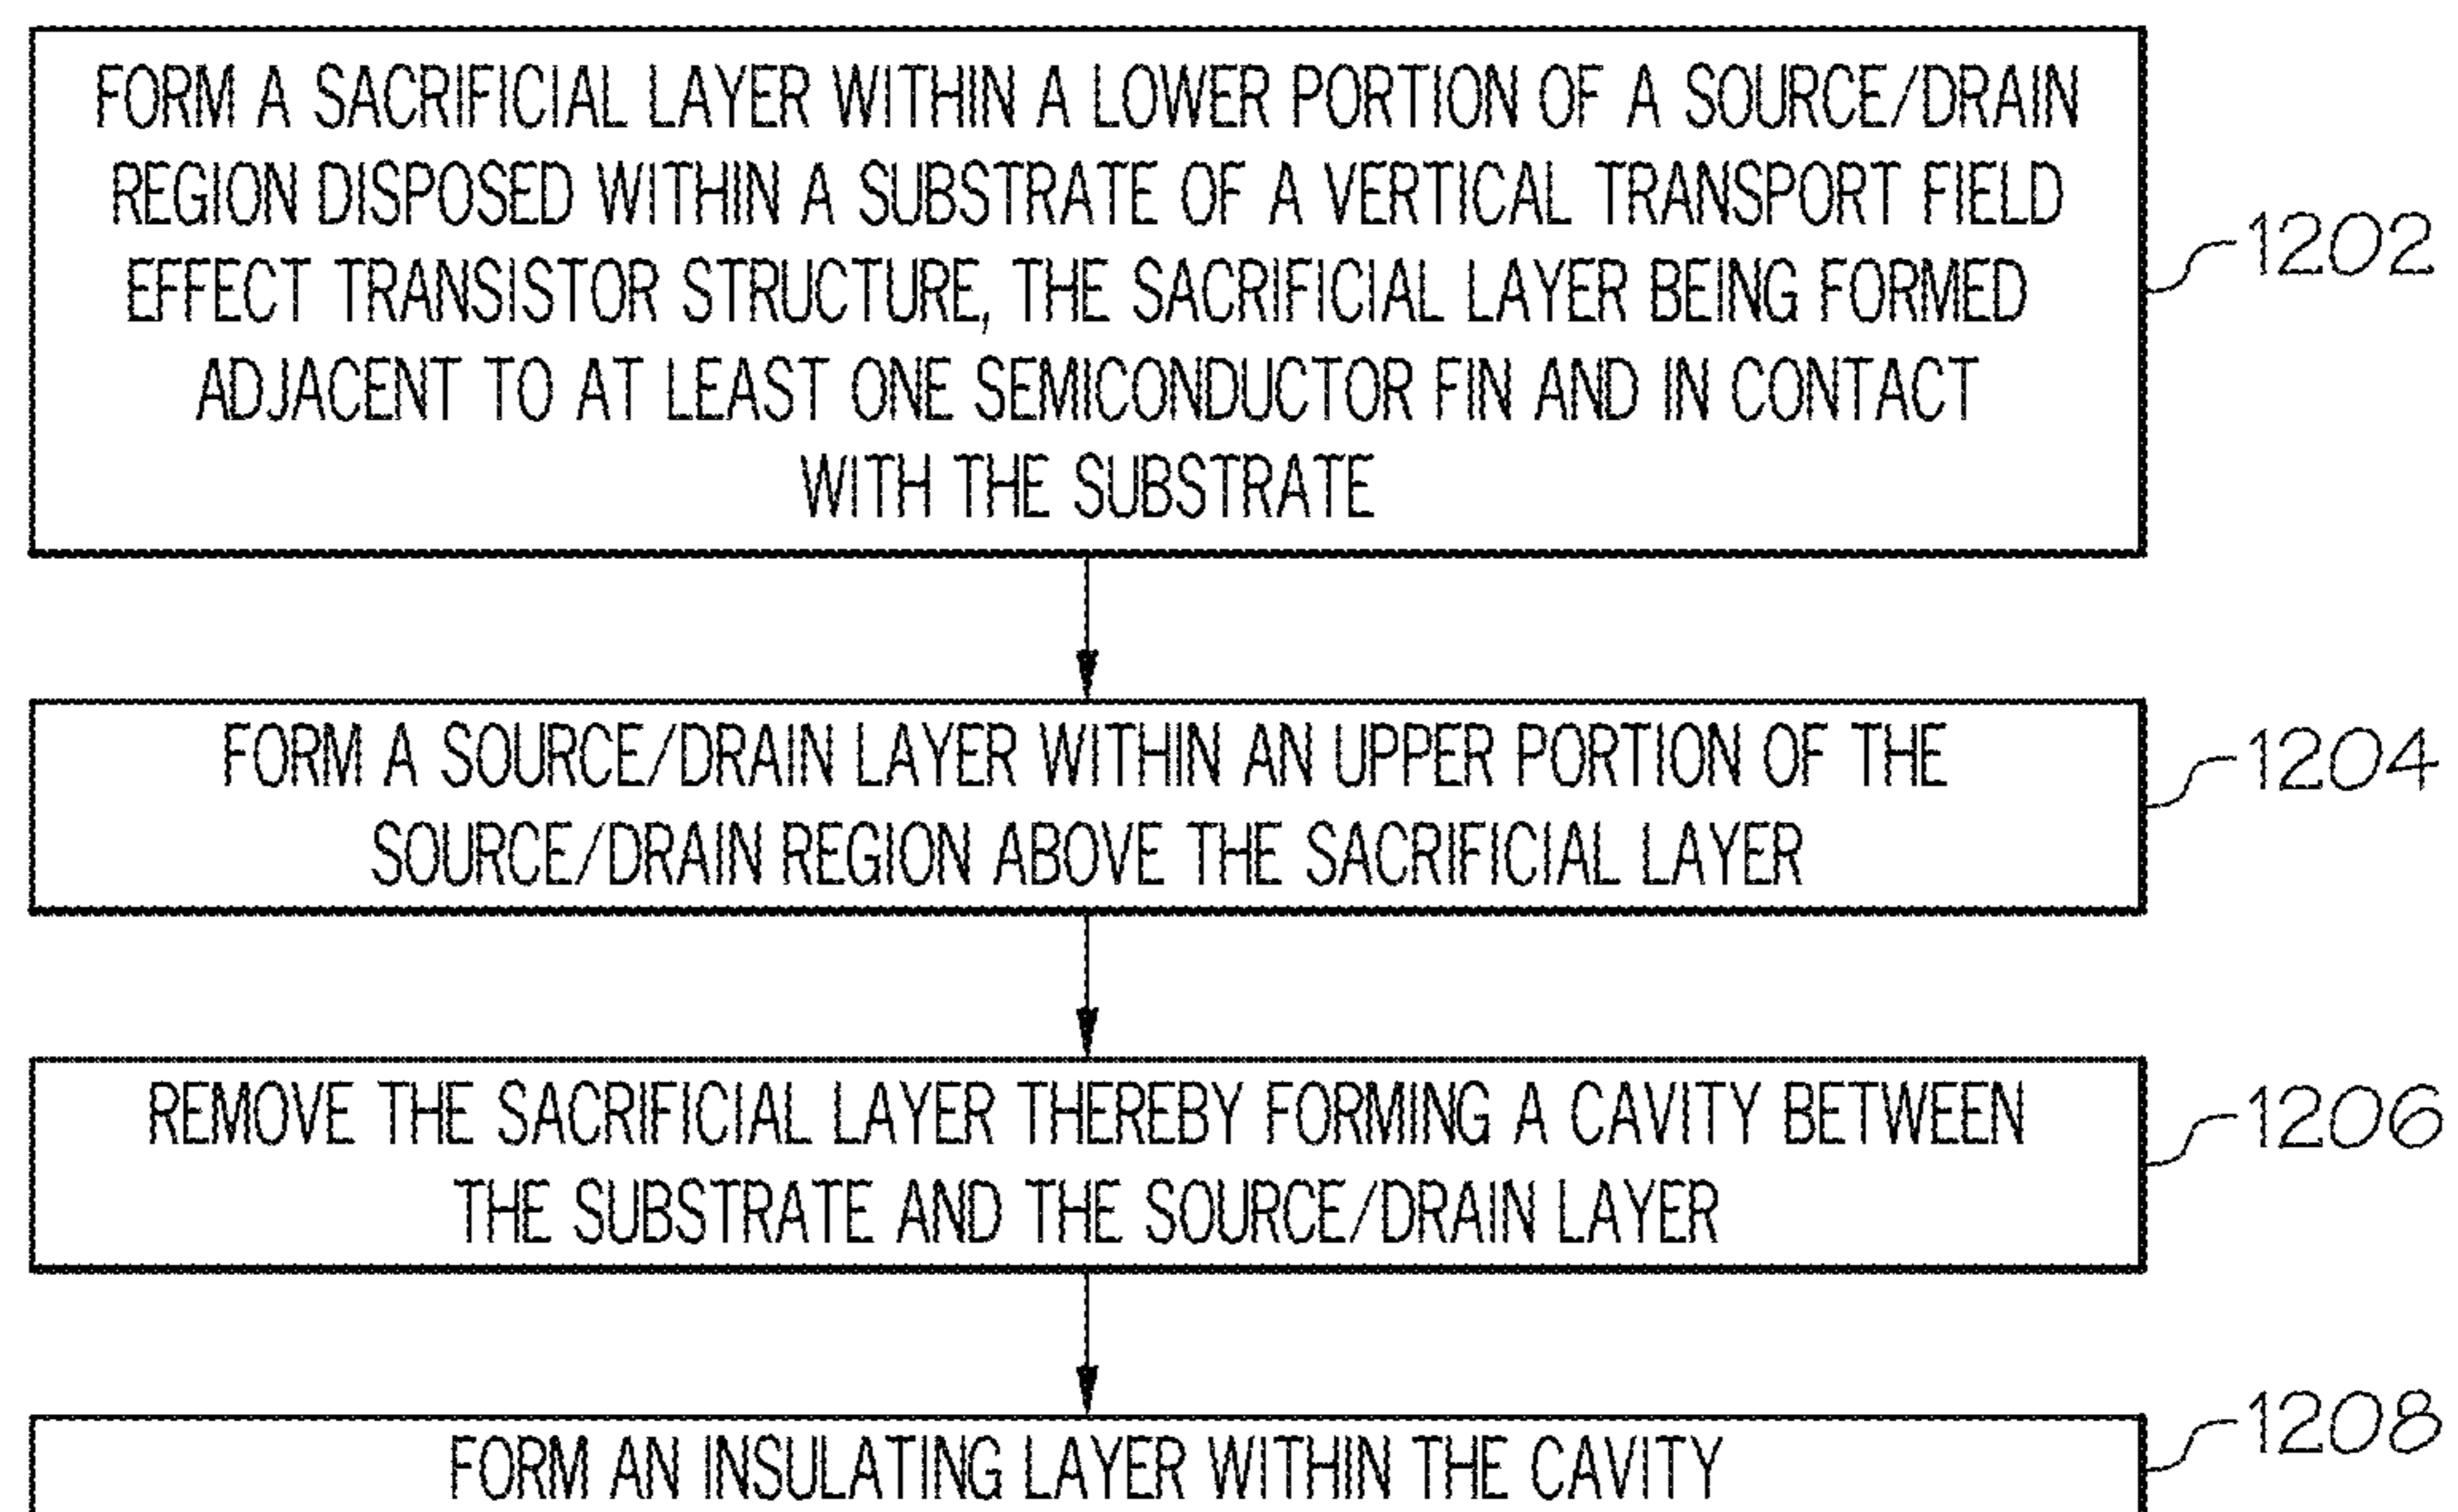 FORM A SACRIFICIAL LAYER WITHIN A LOWER PORTION OF A SOURCE/DRAIN
REGION DISPOSED WITHIN A SUBSTRATE OF A VERTICAL TRANSPORT FIELD
EFFECT TRANSISTOR STRUCTURE, THE SACRIFICIAL LAYER BEING FORMED
ADJACENT TO AT LEAST ONE SEMICONDUCTOR FIN AND IN CONTACT
WITH THE SUBSTRATE
1202
FORM A SOURCE/DRAIN LAYER WITHIN AN UPPER PORTION OF THE
SOURCE/DRAIN REGION ABOVE THE SACRIFICIAL LAYER
1204
REMOVE THE SACRIFICIAL LAYER THEREBY FORMING A CAVITY BETWEEN
THE SUBSTRATE AND THE SOURCE/DRAIN LAYER
1206
FORM AN INSULATING LAYER WITHIN THE CAVITY
1208